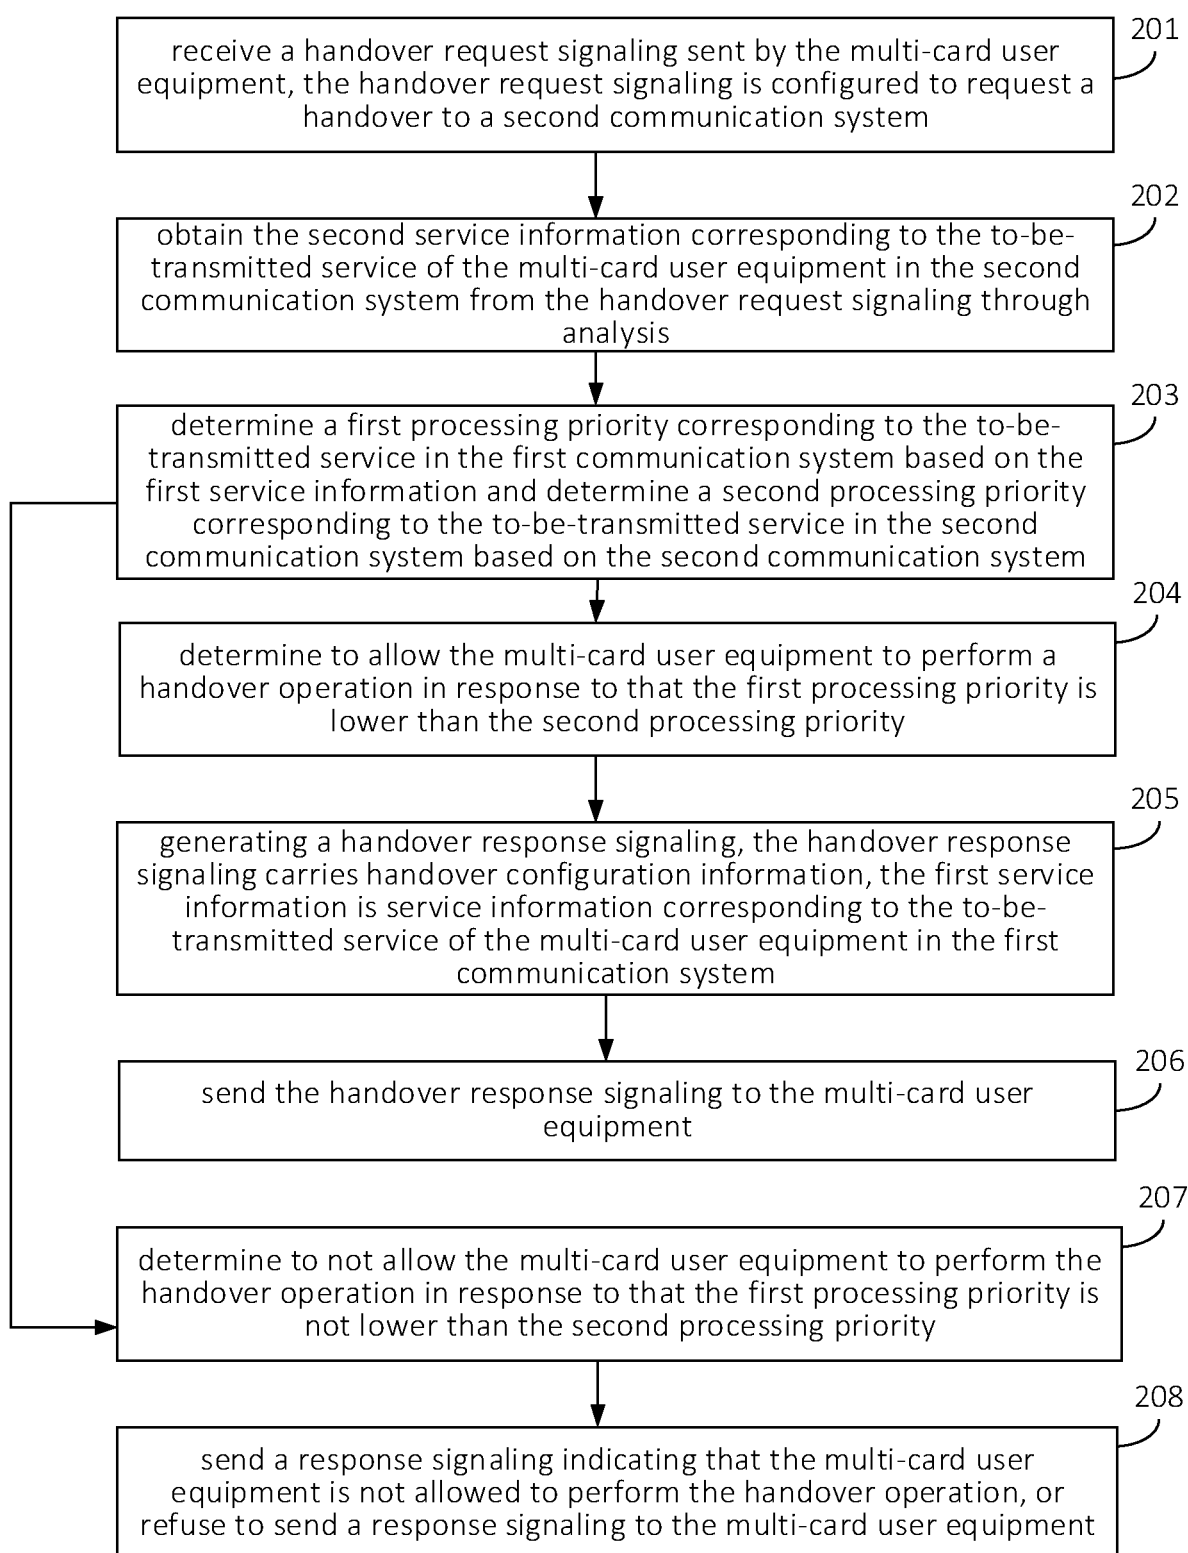 201
receive a handover request signaling sent by the multi-card user
equipment, the handover request signaling is configured to request a
handover to a second communication system
202
obtain the second service information corresponding to the to-be-
transmitted service of the multi-card user equipment in the second
communication system from the handover request signaling through
analysis
203
determine a first processing priority corresponding to the to-be-
transmitted service in the first communication system based on the
first service information and determine a second processing priority
corresponding to the to-be-transmitted service in the second
communication system based on the second communication system
204
determine to allow the multi-card user equipment to perform a
handover operation in response to that the first processing priority is
lower than the second processing priority
205
generating a handover response signaling, the handover response
signaling carries handover configuration information, the first service
information is service information corresponding to the to-be-
transmitted service of the multi-card user equipment in the first
communication system
206
send the handover response signaling to the multi-card user
equipment
207
determine to not allow the multi-card user equipment to perform the
handover operation in response to that the first processing priority is
not lower than the second processing priority
208
send a response signaling indicating that the multi-card user
equipment is not allowed to perform the handover operation, or
refuse to send a response signaling to the multi-card user equipment